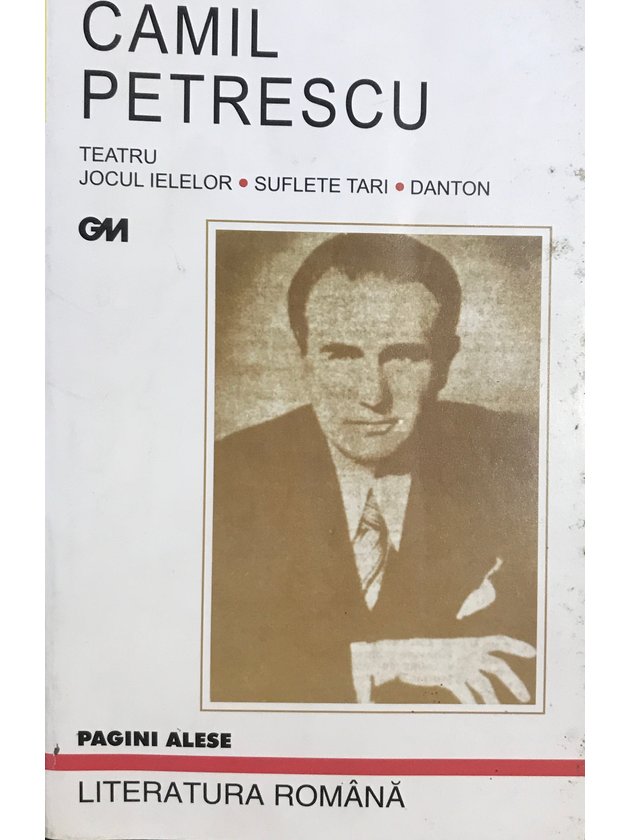 CAMIL
PETRESCU
TEATRU
JOCUL IELELOR • SUFLETE TARI • DANTON
GM
PAGINI ALESE
LITERATURA ROMÂNĂ